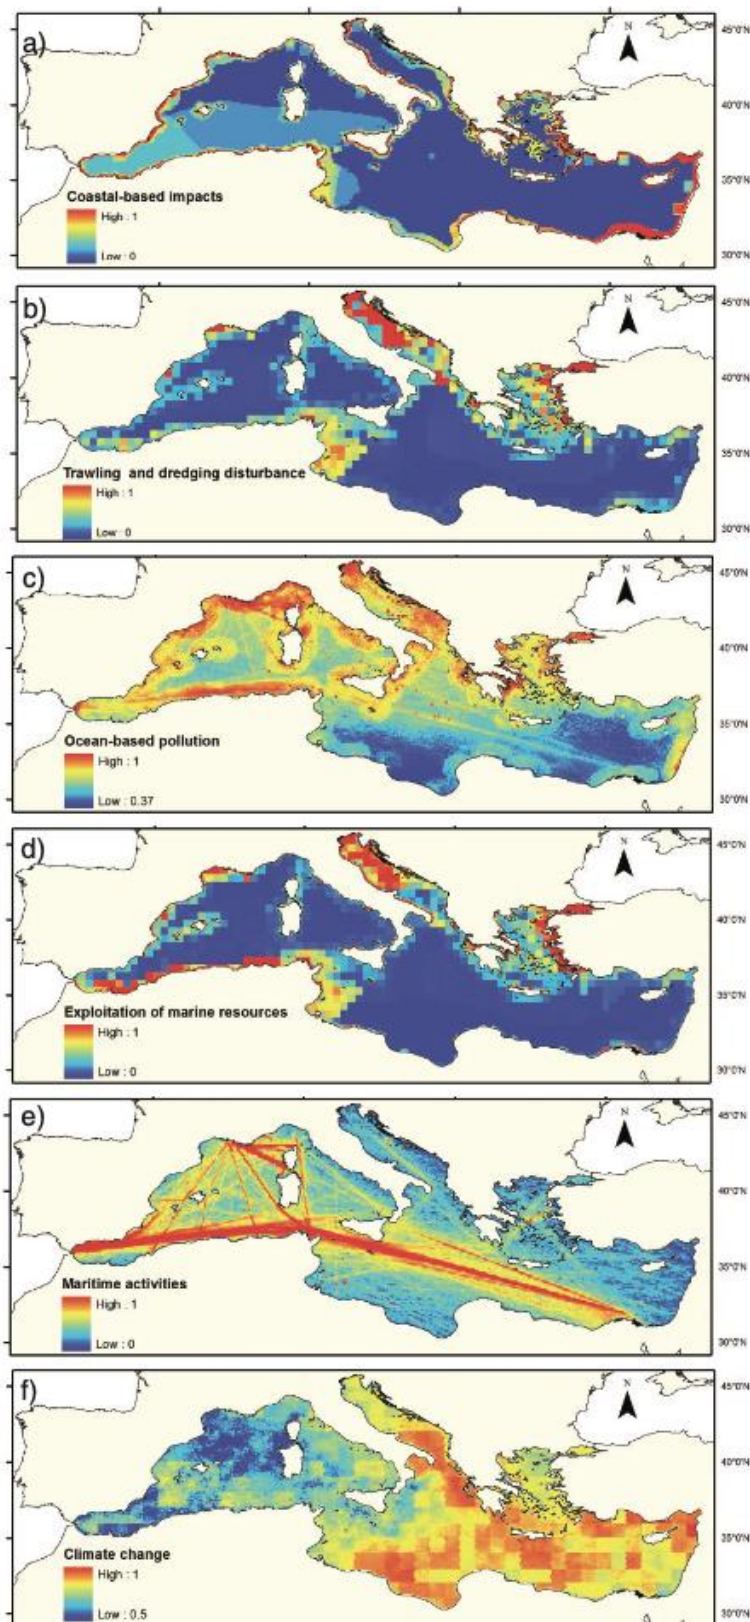 a)
N
45°0'N
40°0'N
35°0'N
30°0'N
Coastal-based impacts
High : 1
Low : 0
b)
N
45°0'N
40°0'N
35°0'N
30°0'N
Trawling and dredging disturbance
High : 1
Low : 0
c)
N
45°0'N
40°0'N
35°0'N
30°0'N
Ocean-based pollution
High : 1
Low : 0.37
d)
N
45°0'N
40°0'N
35°0'N
30°0'N
Exploitation of marine resources
High : 1
Low : 0
e)
N
45°0'N
40°0'N
35°0'N
30°0'N
Maritime activities
High : 1
Low : 0
f)
N
45°0'N
40°0'N
35°0'N
30°0'N
Climate change
High : 1
Low : 0.5